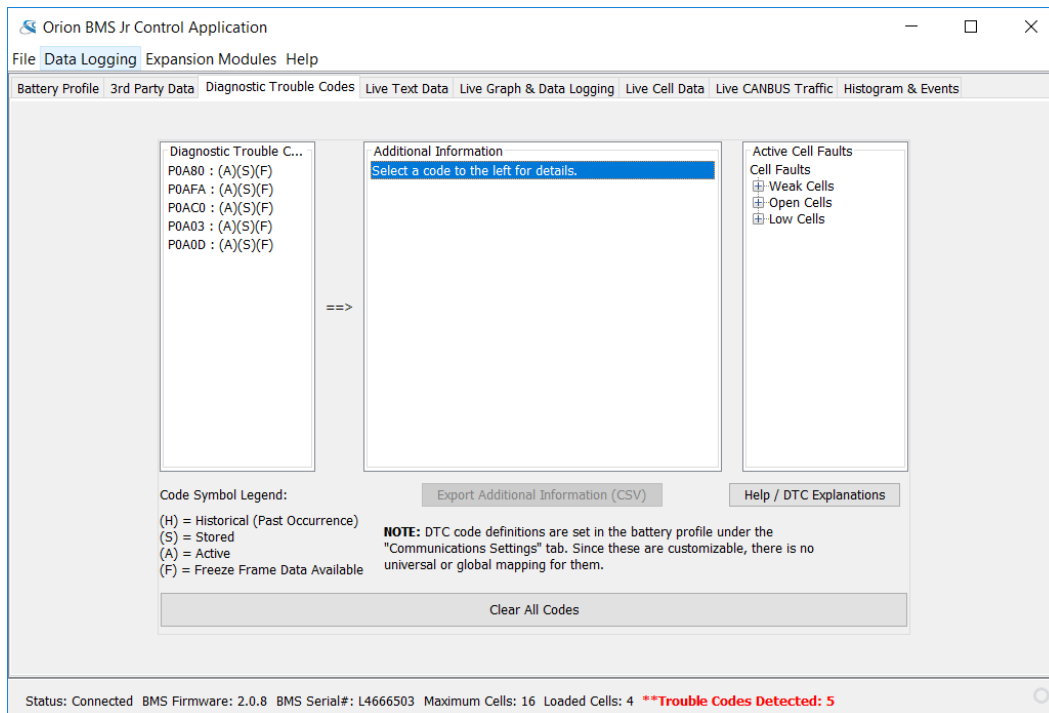 Orion BMS Jr Control Application
File Data Logging Expansion Modules Help
Battery Profile 3rd Party Data Diagnostic Trouble Codes Live Text Data Live Graph & Data Logging Live Cell Data Live CANBUS Traffic Histogram & Events
Diagnostic Trouble C...
P0A80 : (A)(S)(F)
P0AFA : (A)(S)(F)
P0AC0 : (A)(S)(F)
P0A03 : (A)(S)(F)
P0A0D : (A)(S)(F)
==>
Additional Information
Select a code to the left for details.
Active Cell Faults
Cell Faults
Weak Cells
Open Cells
Low Cells
Code Symbol Legend:
(H) = Historical (Past Occurrence)
(S) = Stored
(A) = Active
(F) = Freeze Frame Data Available
Export Additional Information (CSV)
Help / DTC Explanations
NOTE: DTC code definitions are set in the battery profile under the
"Communications Settings" tab. Since these are customizable, there is no
universal or global mapping for them.
Clear All Codes
Status: Connected BMS Firmware: 2.0.8 BMS Serial#: L4666503 Maximum Cells: 16 Loaded Cells: 4 **Trouble Codes Detected: 5